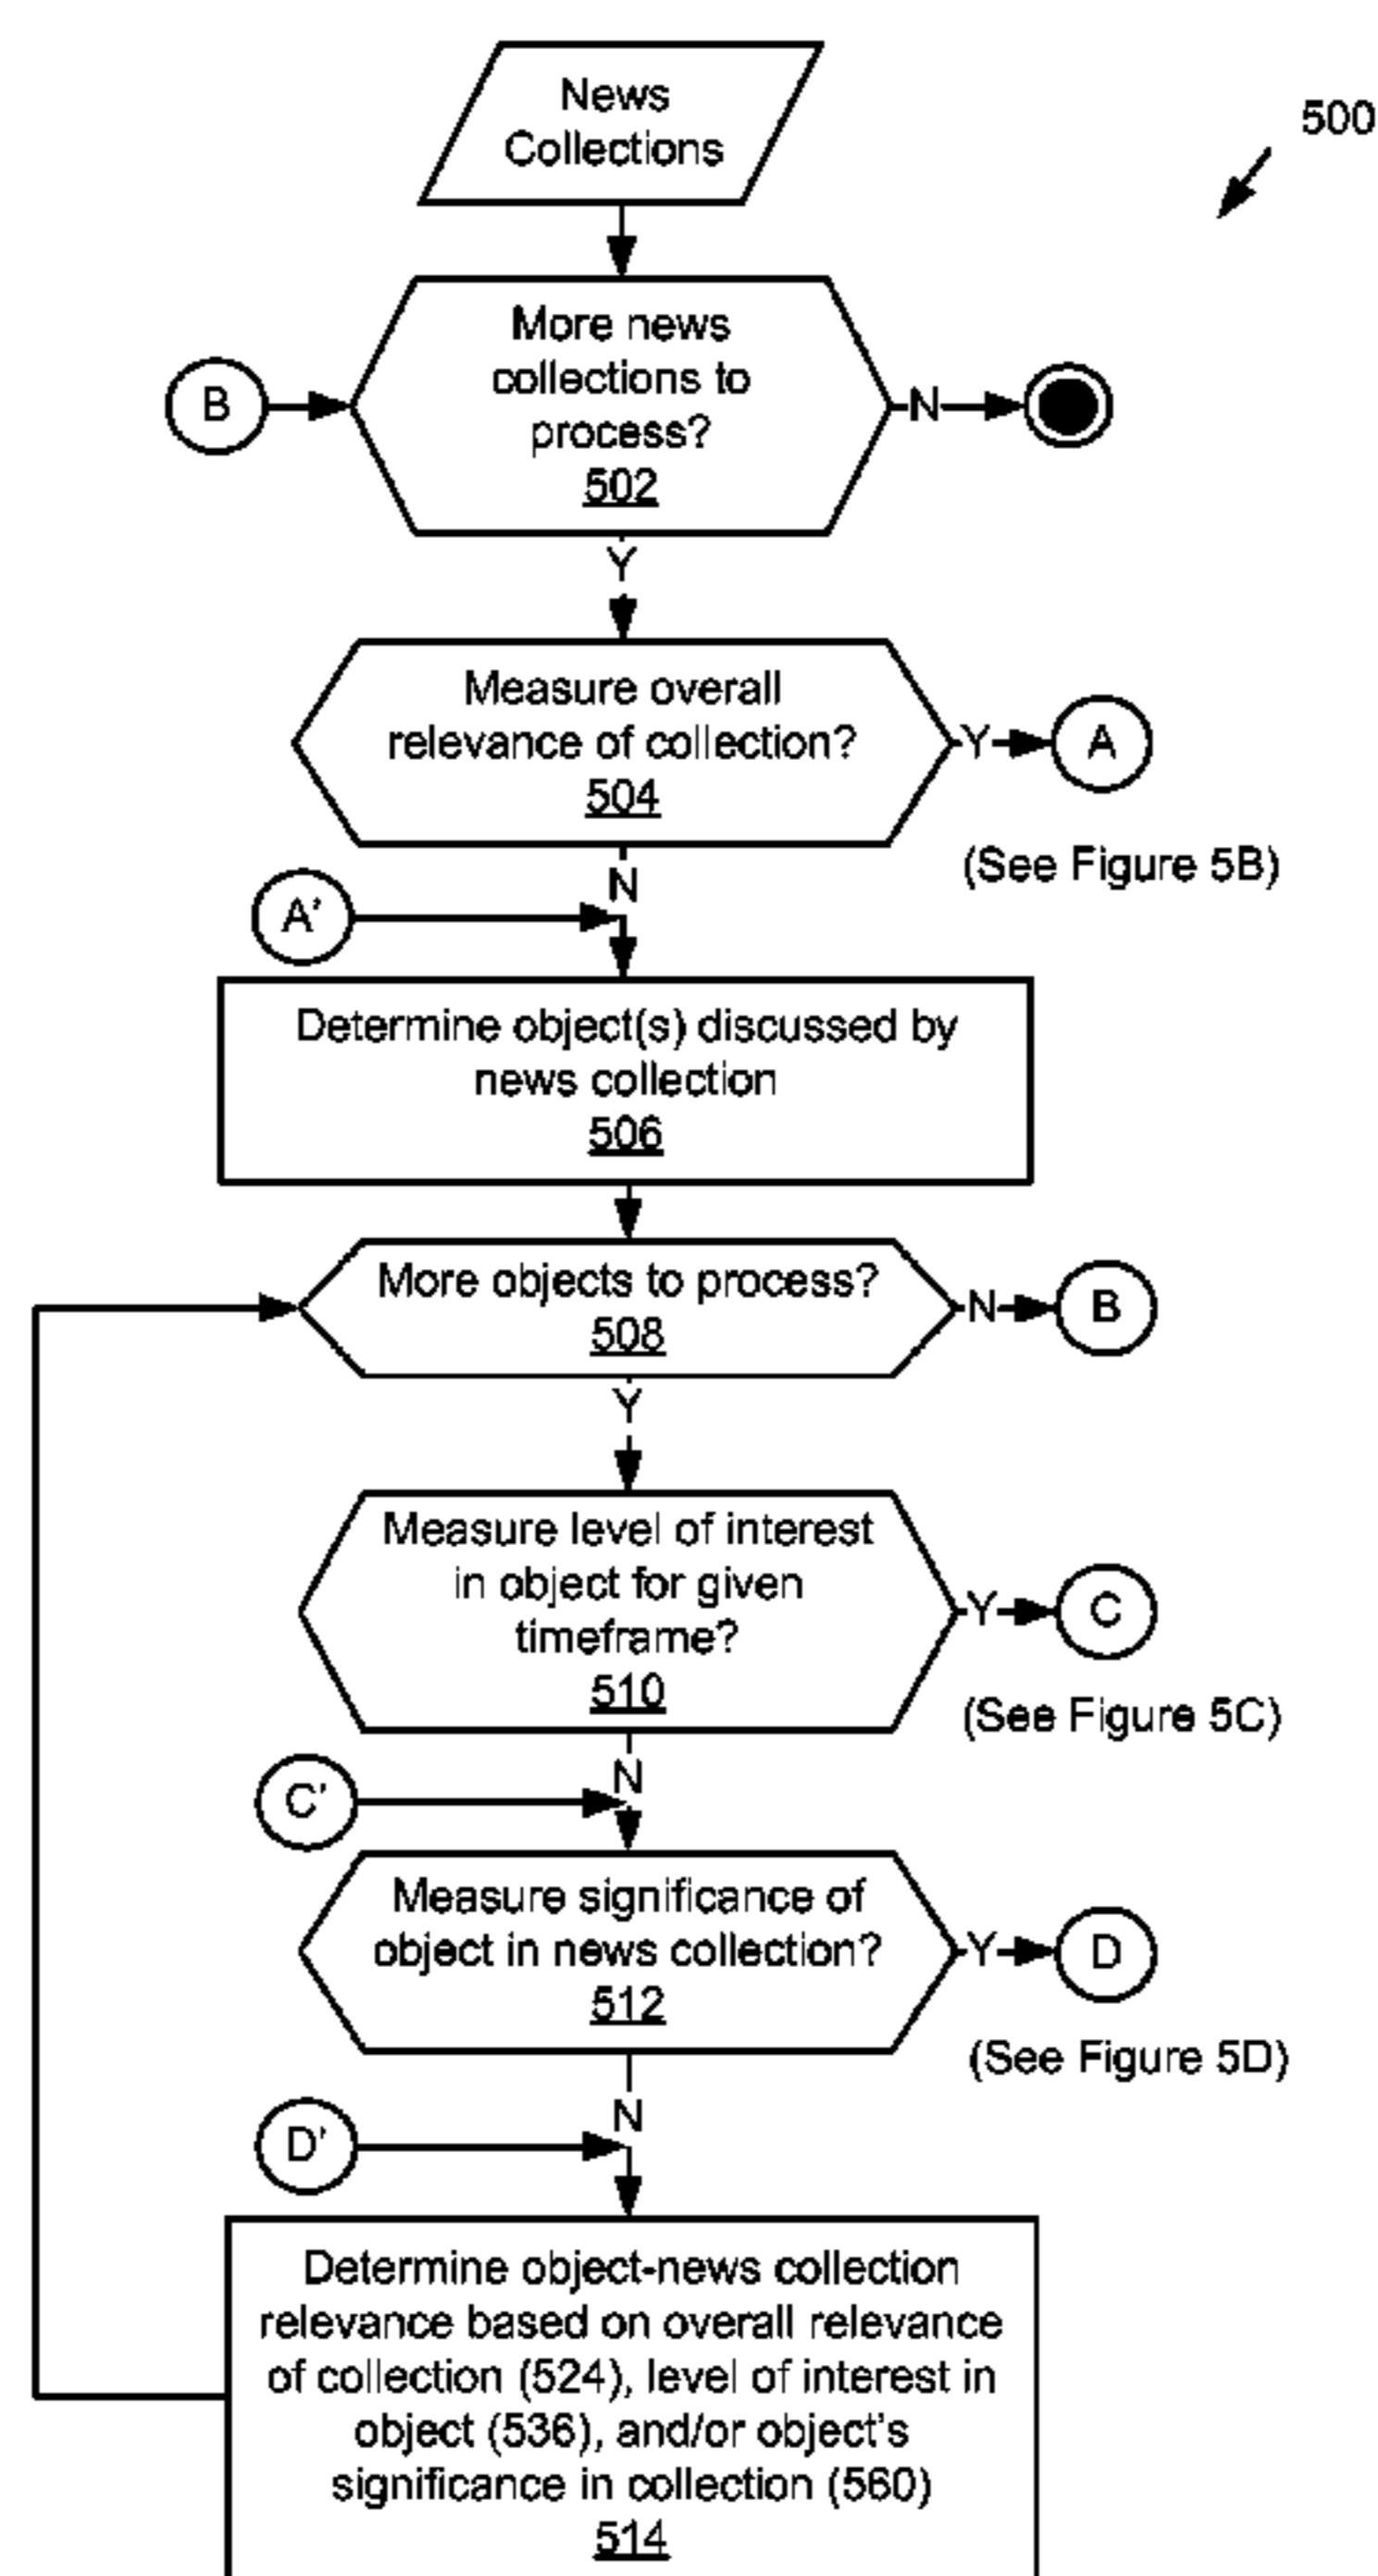 News
Collections
500
More news
collections to
process?
502
B
N
Y
Measure overall
relevance of collection?
504
Y
A
(See Figure 5B)
N
A'
Determine object(s) discussed by
news collection
506
More objects to process?
508
N
B
Y
Measure level of interest
in object for given
timeframe?
510
Y
C
(See Figure 5C)
N
C'
Measure significance of
object in news collection?
512
Y
D
(See Figure 5D)
N
D'
Determine object-news collection
relevance based on overall relevance
of collection (524), level of interest in
object (536), and/or object's
significance in collection (560)
514